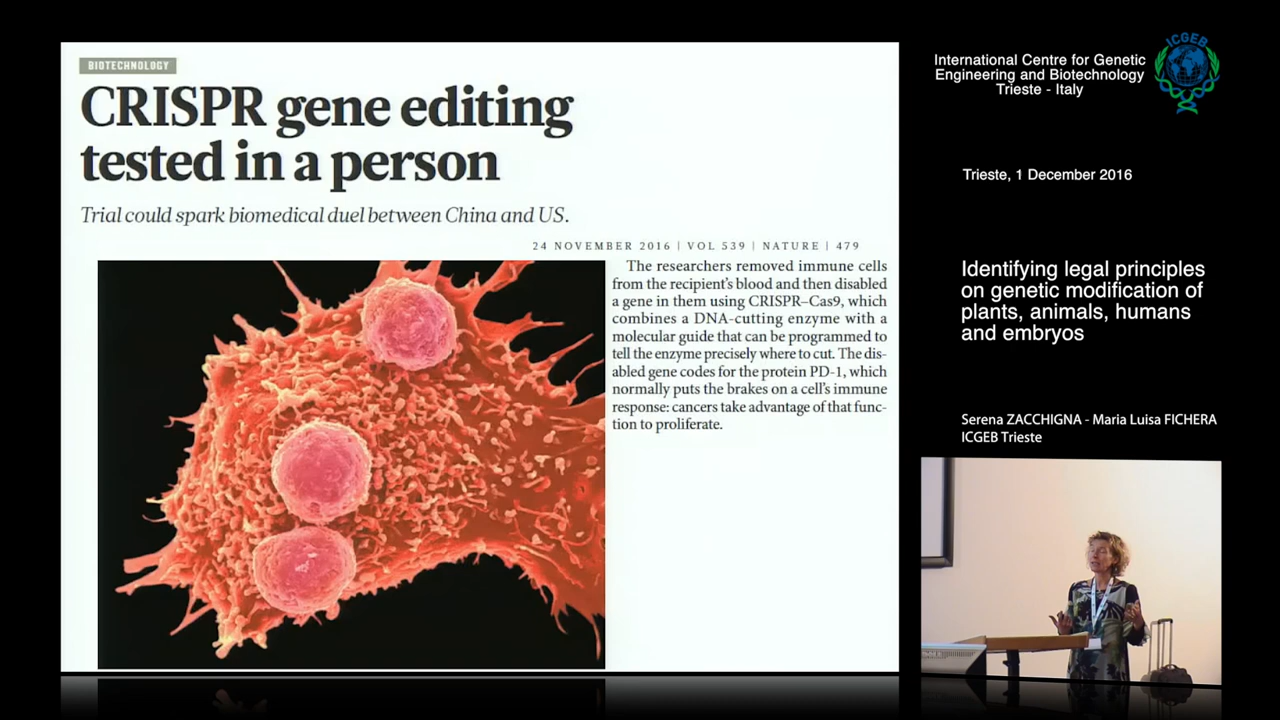 BIOTECHNOLOGY
CRISPR gene editing
tested in a person
Trial could spark biomedical duel between China and US.
24 NOVEMBER 2016 | VOL 539 | NATURE | 479
The researchers removed immune cells
from the recipient's blood and then disabled
a gene in them using CRISPR–Cas9, which
combines a DNA-cutting enzyme with a
molecular guide that can be programmed to
tell the enzyme precisely where to cut. The dis-
abled gene codes for the protein PD-1, which
normally puts the brakes on a cell's immune
response: cancers take advantage of that func-
tion to proliferate.
International Centre for Genetic
Engineering and Biotechnology
Trieste - Italy
ICGEB
Trieste, 1 December 2016
Identifying legal principles
on genetic modification of
plants, animals, humans
and embryos
Serena ZACCHIGNA - Maria Luisa FICHERA
ICGEB Trieste